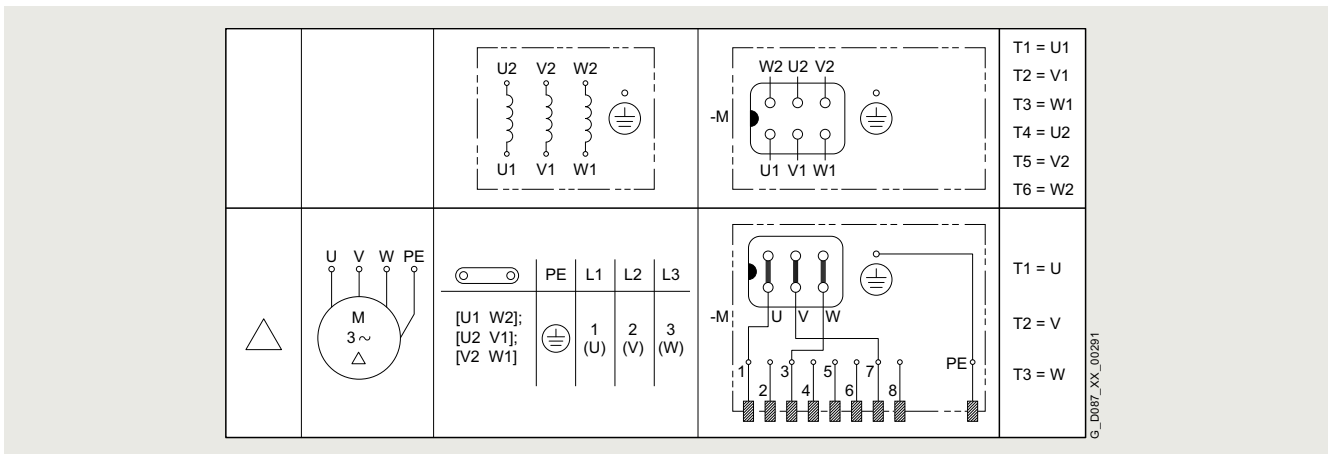 U2 V2 W2
U1 V1 W1
-M
W2 U2 V2
U1 V1 W1
T1 = U1
T2 = V1
T3 = W1
T4 = U2
T5 = V2
T6 = W2
U V W PE
M
3~
PE L1 L2 L3
[U1 W2];
[U2 V1];
[V2 W1]
1
(U)
2
(V)
3
(W)
-M
U V W
PE
1 2 3 4 5 6 7 8
T1 = U
T2 = V
T3 = W
G_D087_XX_00291